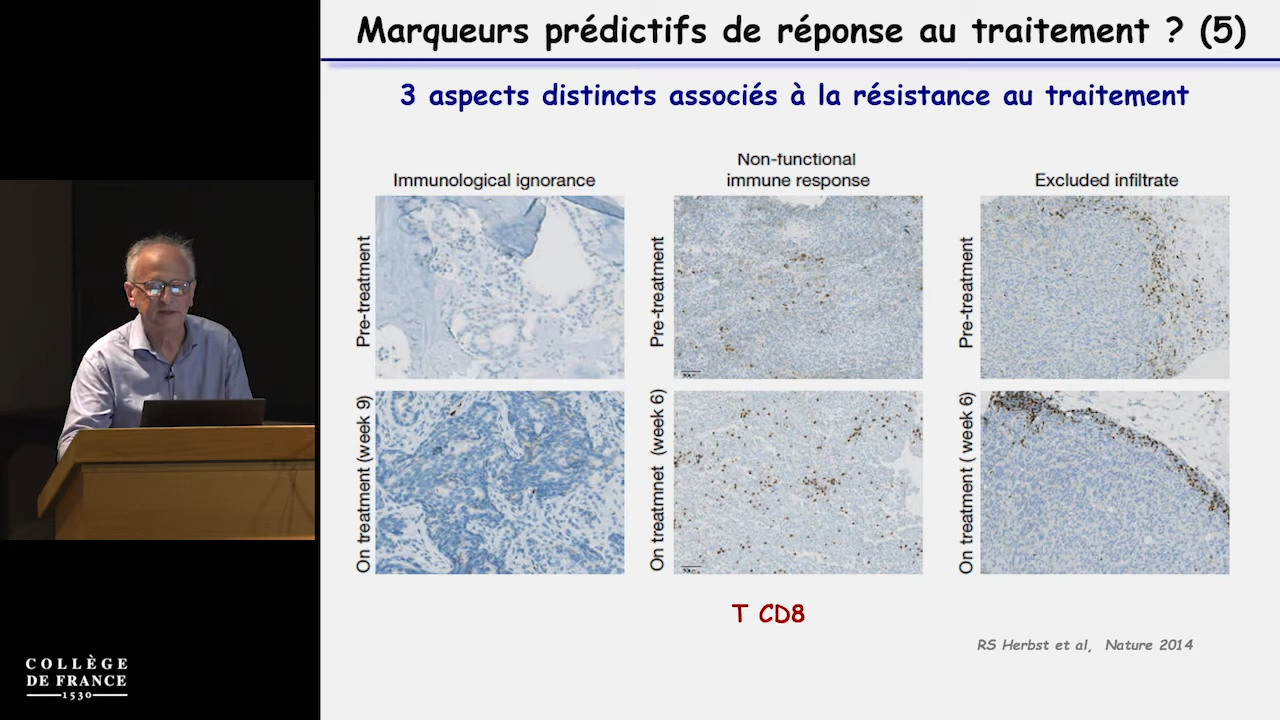 Marqueurs prédictifs de réponse au traitement ? (5)
3 aspects distincts associés à la résistance au traitement
Immunological ignorance
Non-functional
immune response
Excluded infiltrate
Pre-treatment
Pre-treatment
Pre-treatment
On treatment (week 9)
On treatmnet (week 6)
On treatment ( week 6)
T CD8
RS Herbst et al, Nature 2014
COLLÈGE
DE FRANCE
1530